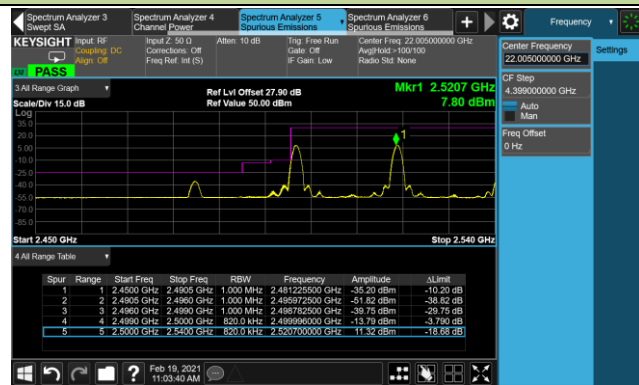 Spectrum Analyzer 3
Swept SA
Spectrum Analyzer 4
Channel Power
Spectrum Analyzer 5
Spurious Emissions
Spectrum Analyzer 6
Spurious Emissions
Frequency
KEYSIGHT
Input: RF
Coupling: DC
Align: Off
Input Z: 50 Ω
Corrections: Off
Freq Ref: Int (S)
Atten: 10 dB
Trig: Free Run
Gate: Off
IF Gain: Low
Center Freq: 22.005000000 GHz
Avg|Hold:>100/100
Radio Std: None
PASS
Center Frequency
22.005000000 GHz
Settings
CF Step
4.399000000 GHz
Auto
Man
Freq Offset
0 Hz
3 All Range Graph
Scale/Div 15.0 dB
Ref Lvl Offset 27.90 dB
Ref Value 50.00 dBm
Mkr1 2.5207 GHz
7.80 dBm
Log
35.0
20.0
5.00
-10.0
-25.0
-40.0
-55.0
-70.0
-85.0
1
Start 2.450 GHz
Stop 2.540 GHz
4 All Range Table
Spur Range Start Freq Stop Freq RBW Frequency Amplitude ΔLimit
1 1 2.4500 GHz 2.4905 GHz 1.000 MHz 2.481225500 GHz -35.20 dBm -10.20 dB
2 2 2.4905 GHz 2.4960 GHz 1.000 MHz 2.495972500 GHz -51.82 dBm -38.82 dB
3 3 2.4960 GHz 2.4990 GHz 1.000 MHz 2.498782500 GHz -39.75 dBm -29.75 dB
4 4 2.4990 GHz 2.5000 GHz 820.0 kHz 2.499996000 GHz -13.79 dBm -3.790 dB
5 5 2.5000 GHz 2.5400 GHz 820.0 kHz 2.520700000 GHz 11.32 dBm -18.68 dB
Feb 19, 2021
11:03:40 AM